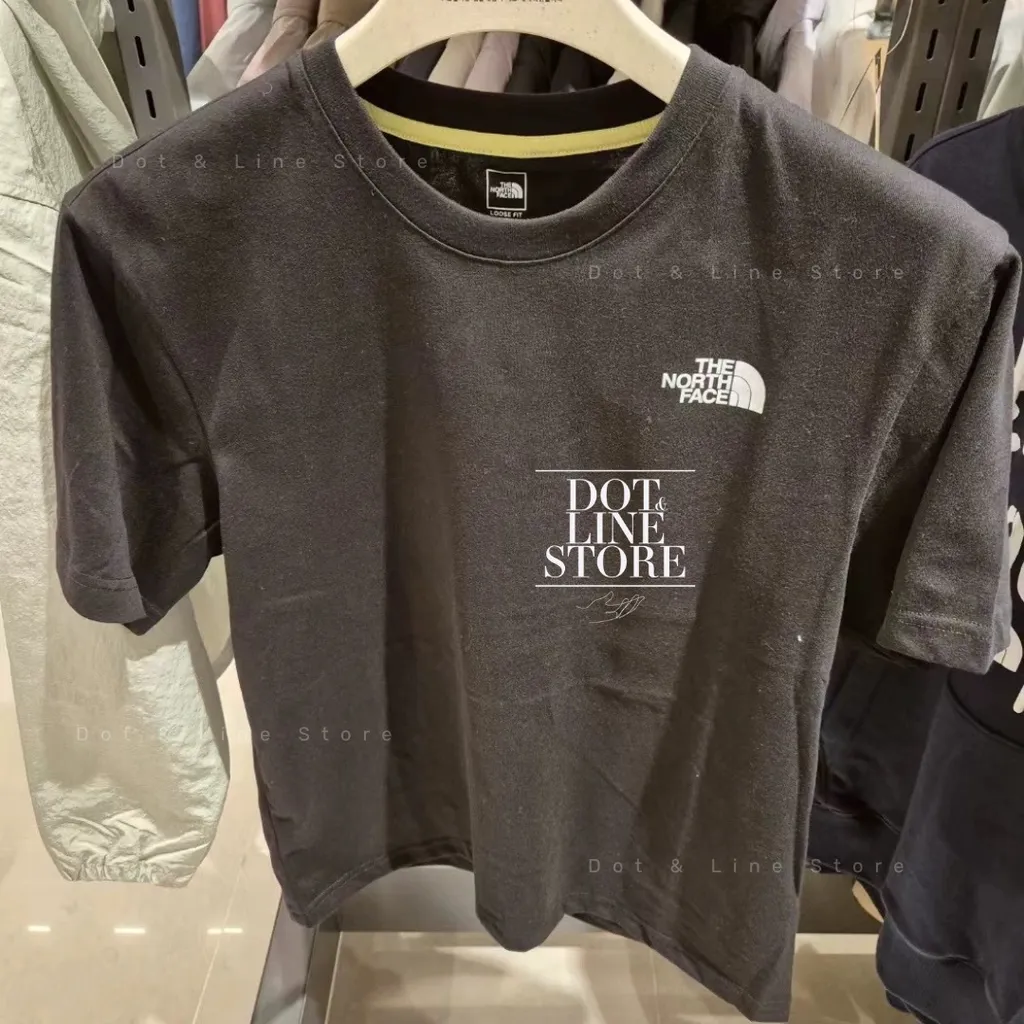 Dot & Line Store
THE
NORTH
FACE
LOOSE FIT
Dot & Line Store
THE
NORTH
FACE
DOT &
LINE
STORE
Dot & Line Store
Dot & Line Store